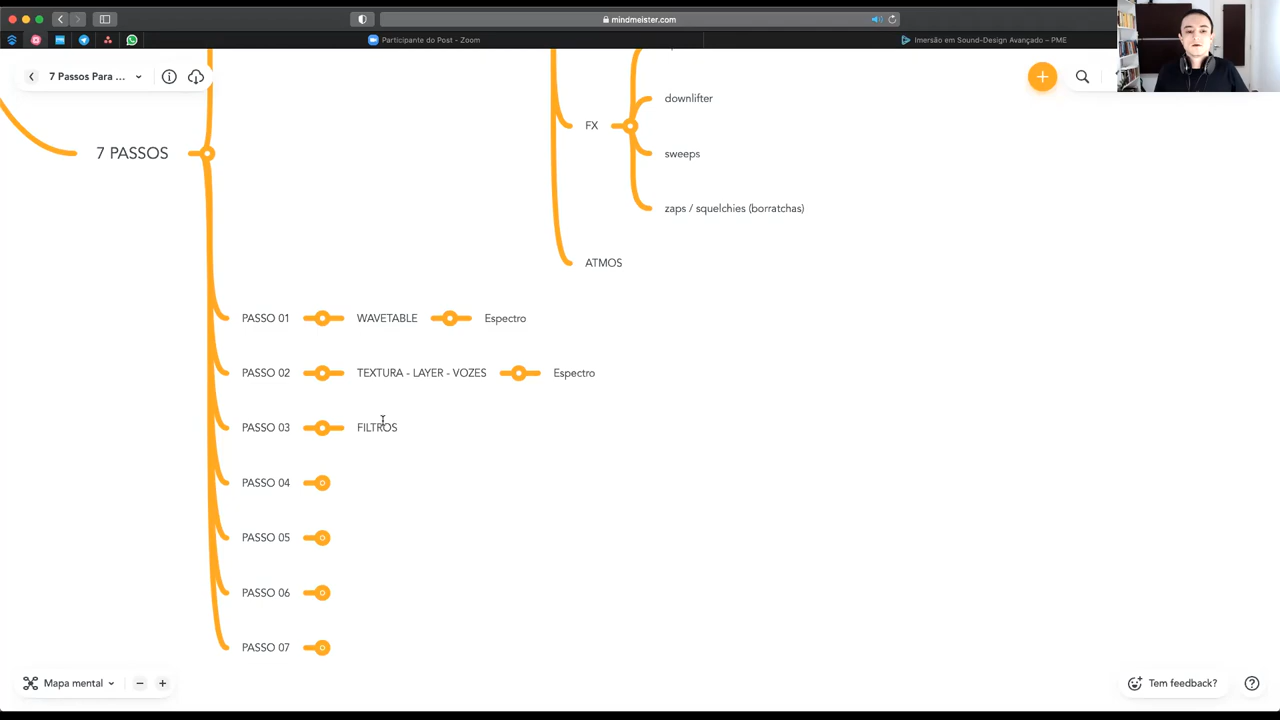 mindmeister.com
Participante do Post - Zoom
Imersão em Sound-Design Avançado – PME
7 Passos Para ...
downlifter
FX
7 PASSOS
sweeps
zaps / squelchies (borratchas)
ATMOS
PASSO 01 WAVETABLE Espectro
PASSO 02 TEXTURA - LAYER - VOZES Espectro
PASSO 03 FILTROS
PASSO 04
PASSO 05
PASSO 06
PASSO 07
Mapa mental
Tem feedback?